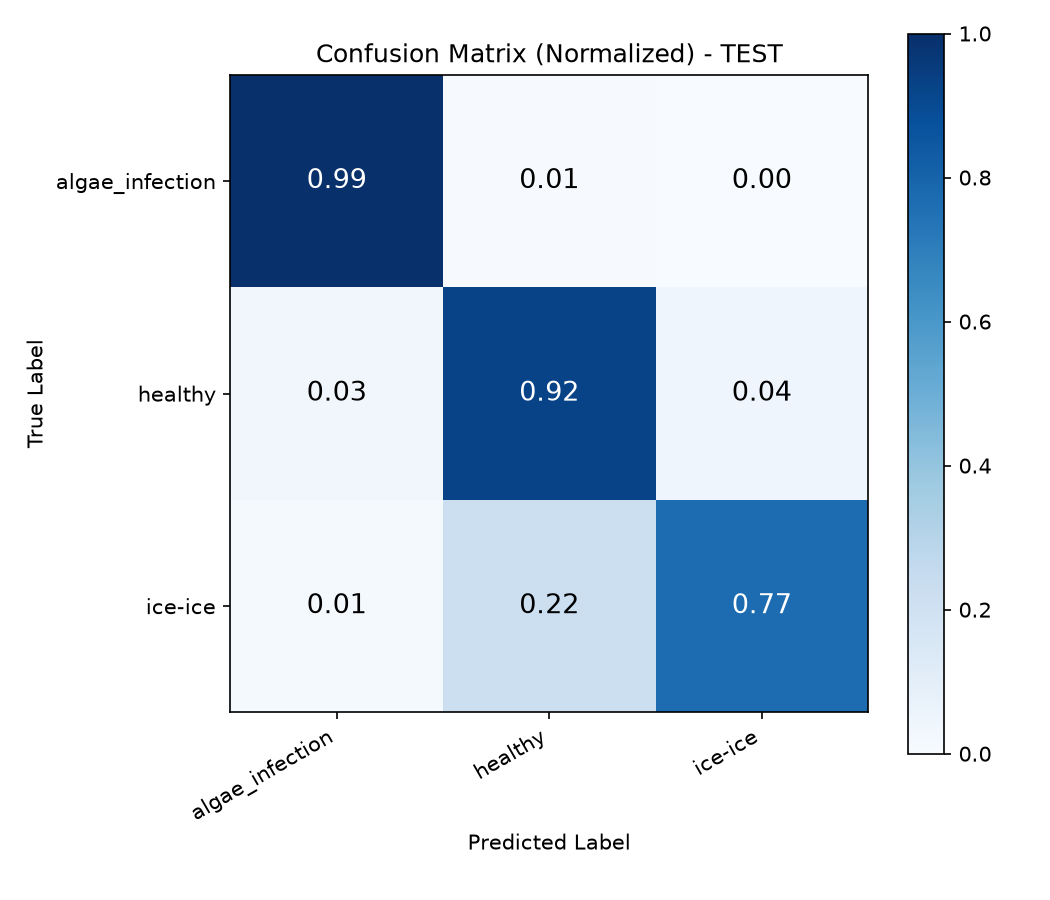 Confusion Matrix (Normalized) - TEST
1.0
0.8
0.6
0.4
0.2
0.0
True Label
algae_infection
0.99 0.01 0.00
healthy
0.03 0.92 0.04
ice-ice
0.01 0.22 0.77
algae_infection
healthy
ice-ice
Predicted Label